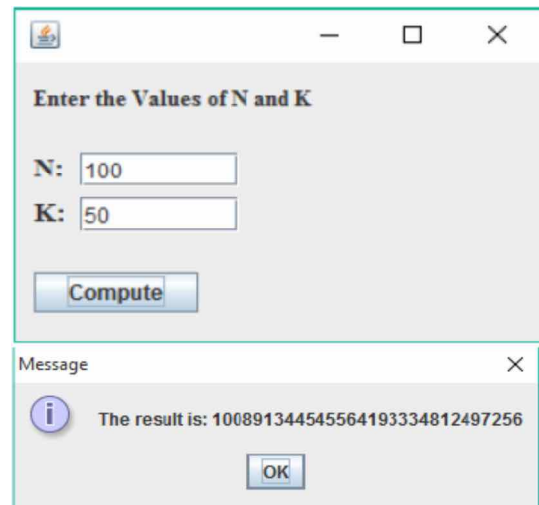 Enter the Values of N and K
N: 100
K: 50
Compute
Message
The result is: 100891344545564193334812497256
OK